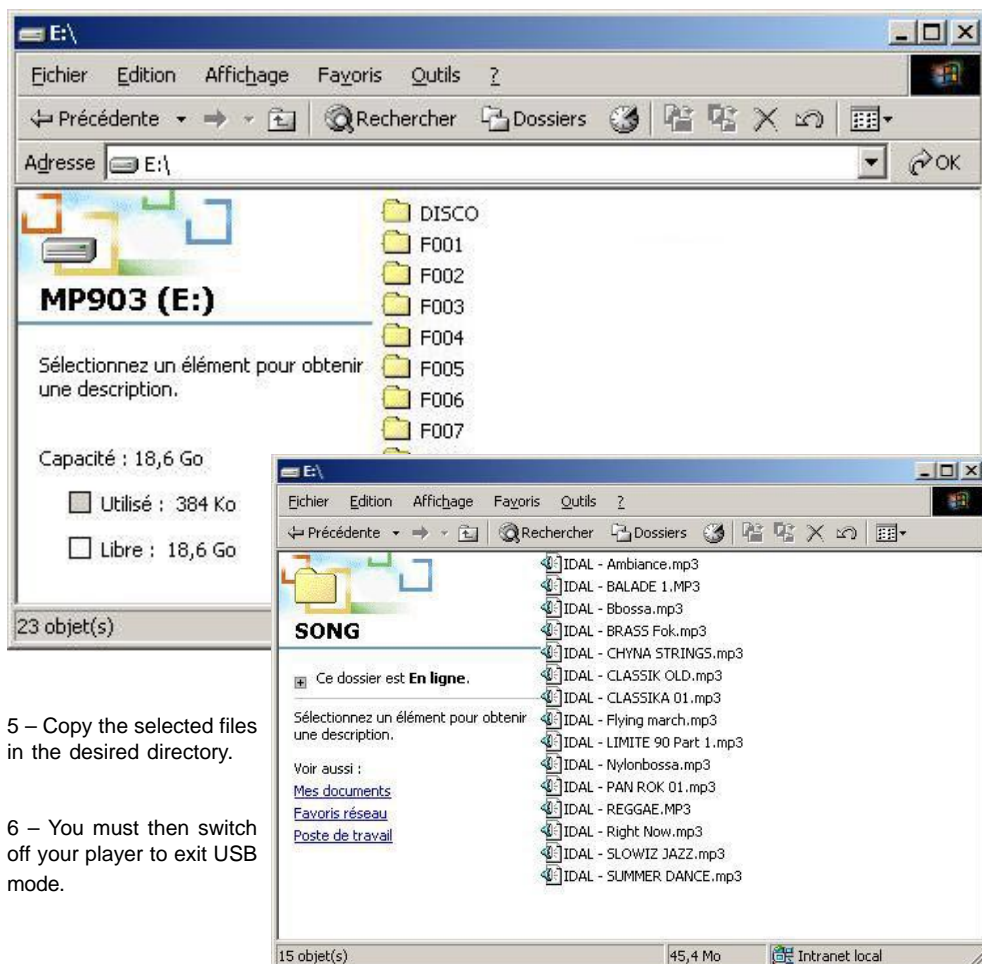 E:\
Fichier Edition Affichage Favoris Outils ?
Précédente Rechercher Dossiers
Adresse E:\ OK
MP903 (E:)
Sélectionnez un élément pour obtenir
une description.
Capacité : 18,6 Go
Utilisé : 384 Ko
Libre : 18,6 Go
23 objet(s)
DISCO
F001
F002
F003
F004
F005
F006
F007
E:\
Fichier Edition Affichage Favoris Outils ?
Précédente Rechercher Dossiers
SONG
Ce dossier est En ligne.
Sélectionnez un élément pour obtenir
une description.
Voir aussi :
Mes documents
Favoris réseau
Poste de travail
IDAL - Ambiance.mp3
IDAL - BALADE 1.MP3
IDAL - Bbossa.mp3
IDAL - BRASS Fok.mp3
IDAL - CHYNA STRINGS.mp3
IDAL - CLASSIK OLD.mp3
IDAL - CLASSIKA 01.mp3
IDAL - Flying march.mp3
IDAL - LIMITE 90 Part 1.mp3
IDAL - Nylonbossa.mp3
IDAL - PAN ROK 01.mp3
IDAL - REGGAE.MP3
IDAL - Right Now.mp3
IDAL - SLOWIZ JAZZ.mp3
IDAL - SUMMER DANCE.mp3
15 objet(s) 45,4 Mo Intranet local
5 – Copy the selected files
in the desired directory.
6 – You must then switch
off your player to exit USB
mode.